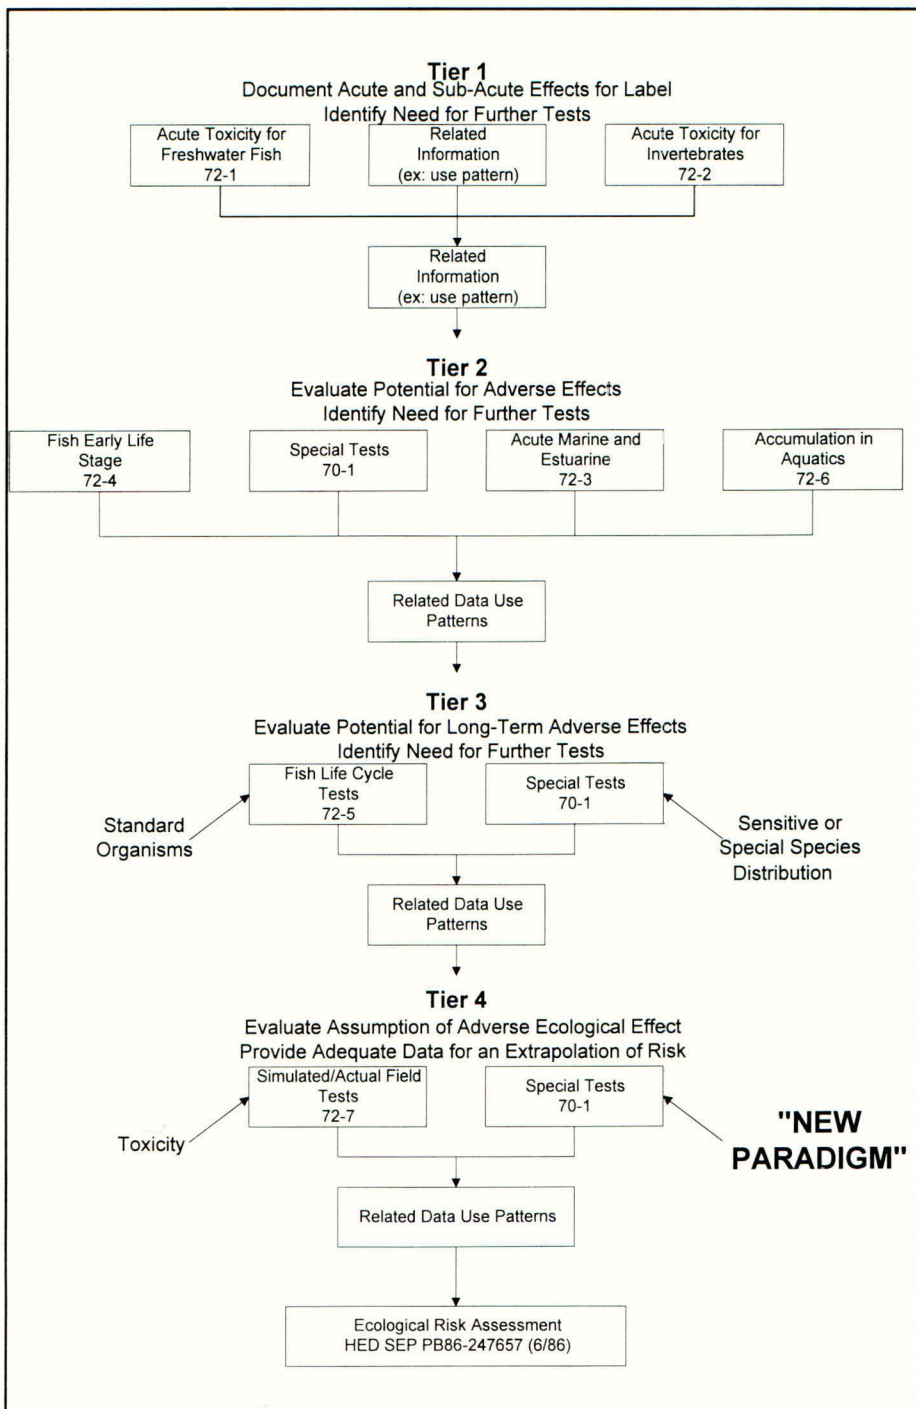 Tier 1
Document Acute and Sub-Acute Effects for Label
Identify Need for Further Tests
Acute Toxicity for
Freshwater Fish
72-1
Related
Information
(ex: use pattern)
Acute Toxicity for
Invertebrates
72-2
Related
Information
(ex: use pattern)
Tier 2
Evaluate Potential for Adverse Effects
Identify Need for Further Tests
Fish Early Life
Stage
72-4
Special Tests
70-1
Acute Marine and
Estuarine
72-3
Accumulation in
Aquatics
72-6
Related Data Use
Patterns
Tier 3
Evaluate Potential for Long-Term Adverse Effects
Identify Need for Further Tests
Fish Life Cycle
Tests
72-5
Special Tests
70-1
Standard
Organisms
Sensitive or
Special Species
Distribution
Related Data Use
Patterns
Tier 4
Evaluate Assumption of Adverse Ecological Effect
Provide Adequate Data for an Extrapolation of Risk
Simulated/Actual Field
Tests
72-7
Special Tests
70-1
Toxicity
"NEW
PARADIGM"
Related Data Use Patterns
Ecological Risk Assessment
HED SEP PB86-247657 (6/86)